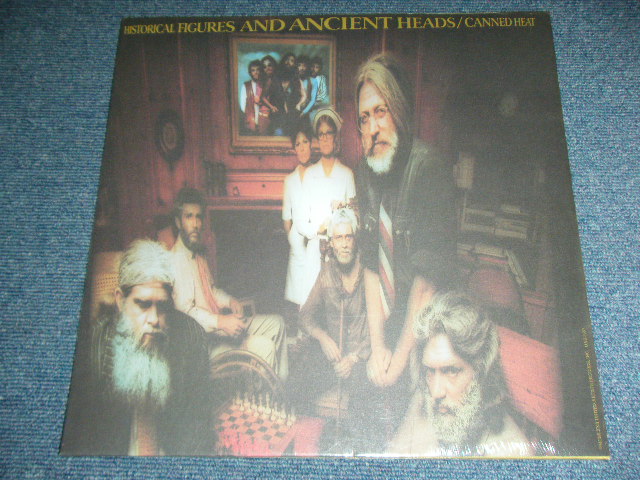 HISTORICAL FIGURES AND ANCIENT HEADS/CANNED HEAT